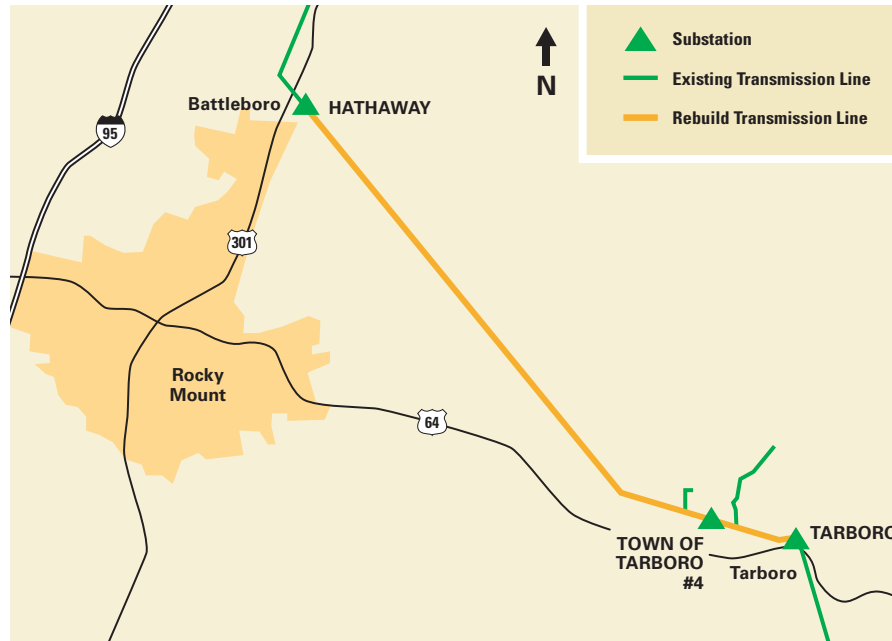 Substation
Existing Transmission Line
Rebuild Transmission Line
N
Battleboro
HATHAWAY
95
301
Rocky
Mount
64
TOWN OF
TARBORO
#4
TARBORO
Tarboro